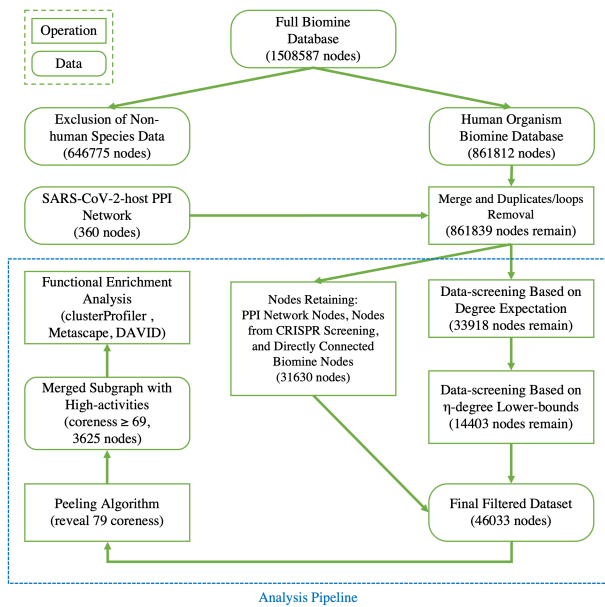 Operation
Data
Full Biomine
Database
(1508587 nodes)
Exclusion of Non-
human Species Data
(646775 nodes)
Human Organism
Biomine Database
(861812 nodes)
SARS-CoV-2-host PPI
Network
(360 nodes)
Merge and Duplicates/loops
Removal
(861839 nodes remain)
Functional Enrichment
Analysis
(clusterProfiler ,
Metascape, DAVID)
Nodes Retaining:
PPI Network Nodes, Nodes
from CRISPR Screening,
and Directly Connected
Biomine Nodes
(31630 nodes)
Data-screening Based on
Degree Expectation
(33918 nodes remain)
Merged Subgraph with
High-activities
(coreness ≥ 69,
3625 nodes)
Data-screening Based on
η-degree Lower-bounds
(14403 nodes remain)
Peeling Algorithm
(reveal 79 coreness)
Final Filtered Dataset
(46033 nodes)
Analysis Pipeline